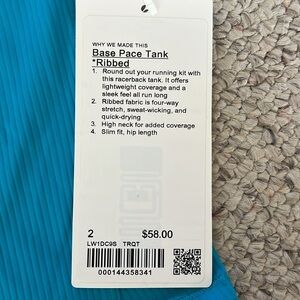 WHY WE MADE THIS
Base Pace Tank
*Ribbed
1. Round out your running kit with
this racerback tank. It offers
lightweight coverage and a
sleek feel all run long
2. Ribbed fabric is four-way
stretch, sweat-wicking, and
quick-drying
3. High neck for added coverage
4. Slim fit, hip length
2 $58.00
LW1DC9S TRQT
000144358341